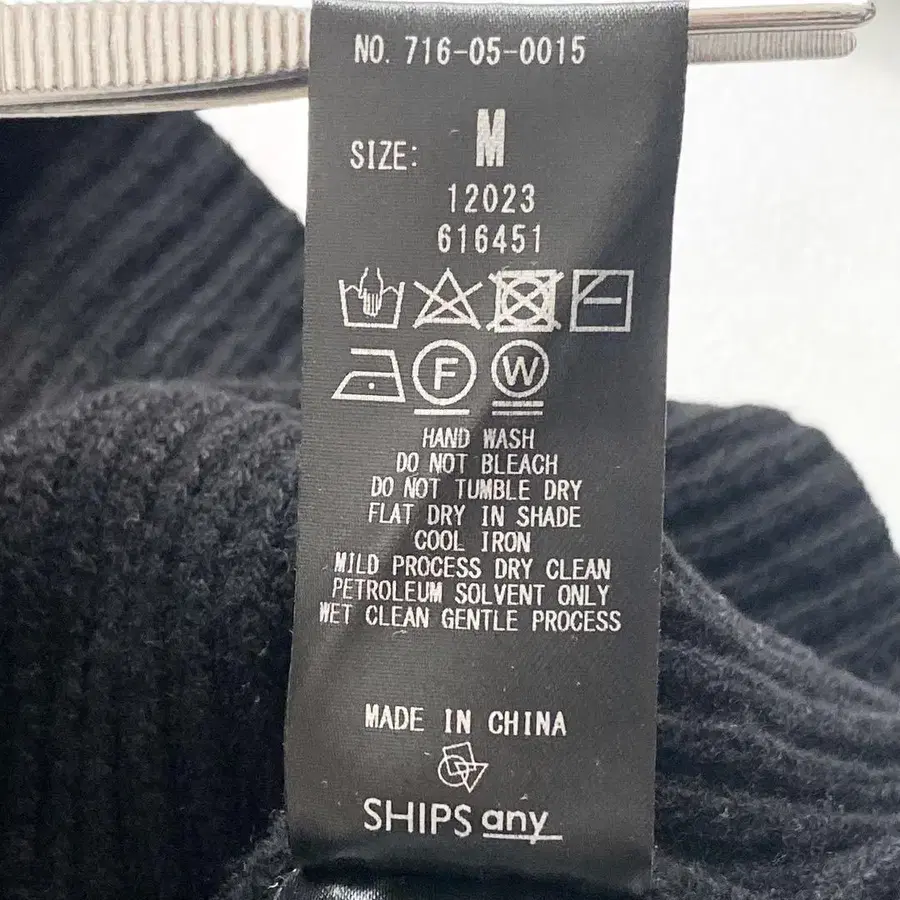 NO. 716-05-0015
SIZE: M
12023
616451
F W
HAND WASH
DO NOT BLEACH
DO NOT TUMBLE DRY
FLAT DRY IN SHADE
COOL IRON
MILD PROCESS DRY CLEAN
PETROLEUM SOLVENT ONLY
WET CLEAN GENTLE PROCESS
MADE IN CHINA
SHIPS any